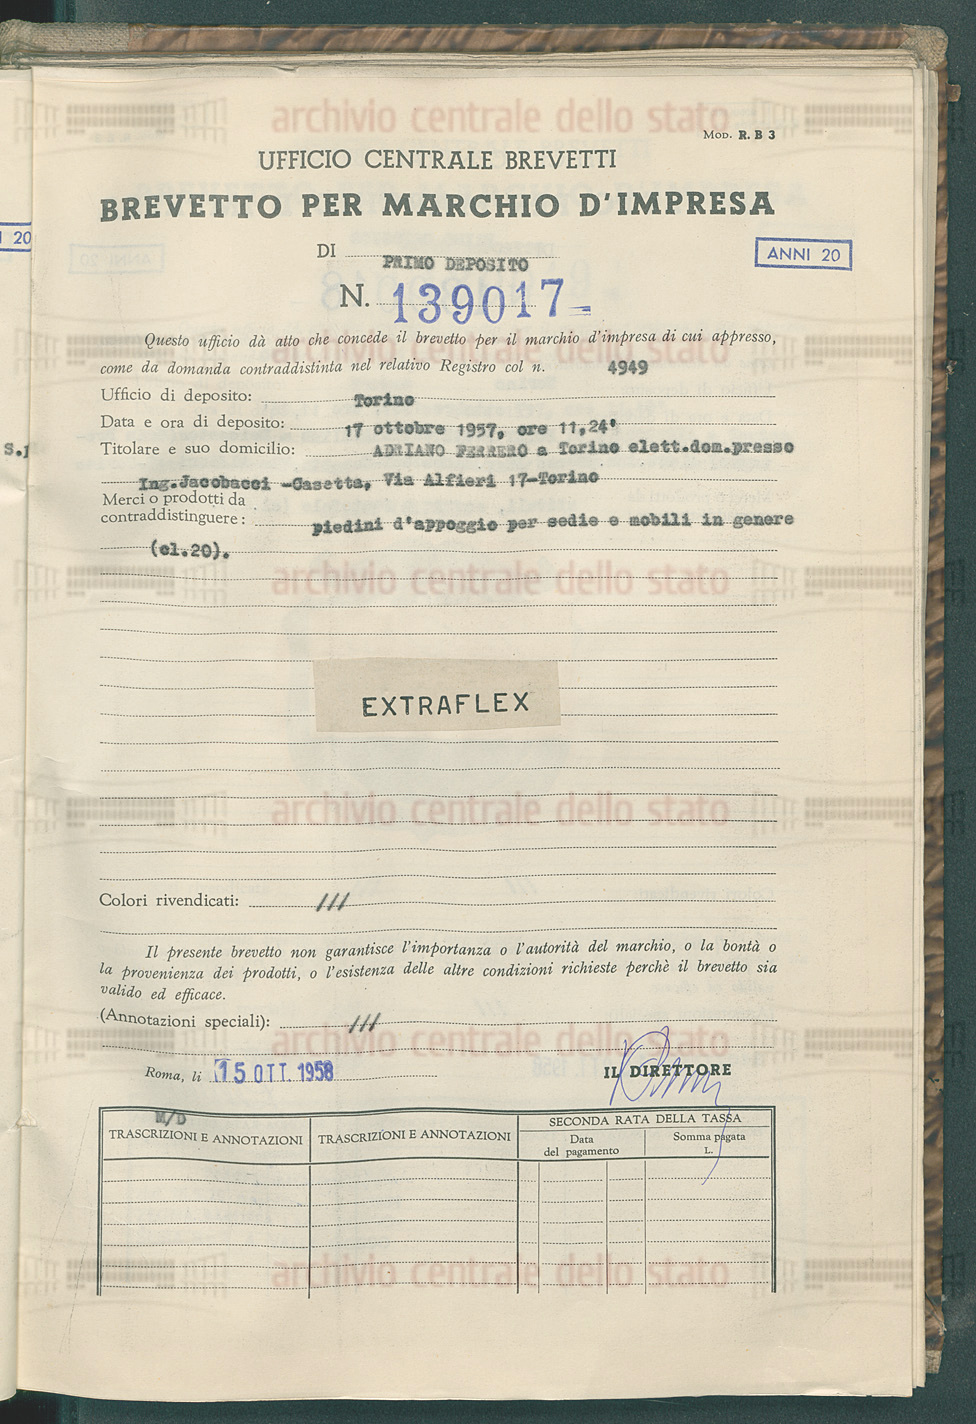 archivio centrale dello stato
Mod. R. B 3
UFFICIO CENTRALE BREVETTI
BREVETTO PER MARCHIO D'IMPRESA
DI PRIMO DEPOSITO
ANNI 20
I 20
N. 139017
Questo ufficio dà atto che concede il brevetto per il marchio d'impresa di cui appresso,
come da domanda contraddistinta nel relativo Registro col n. 4949
Ufficio di deposito: Torino
Data e ora di deposito: 17 ottobre 1957, ore 11,24'
S.p
Titolare e suo domicilio: ADRIANO FERRERO a Torino elett.dom.presso
Ing.Jacobacci -Casetta, Via Alfieri 17-Torino
Merci o prodotti da
contraddistinguere: piedini d'appoggio per sedie e mobili in genere
(cl.20).
archivio centrale dello stato
EXTRAFLEX
archivio centrale dello stato
Colori rivendicati: ///
Il presente brevetto non garantisce l'importanza o l'autorità del marchio, o la bontà o
la provenienza dei prodotti, o l'esistenza delle altre condizioni richieste perchè il brevetto sia
valido ed efficace.
(Annotazioni speciali): ///
archivio centrale dello stato
Roma, li 15 OTT. 1958
IL DIRETTORE
M/D
TRASCRIZIONI E ANNOTAZIONI
TRASCRIZIONI E ANNOTAZIONI
SECONDA RATA DELLA TASSA
Data
del pagamento
Somma pagata
L.
archivio centrale dello stato